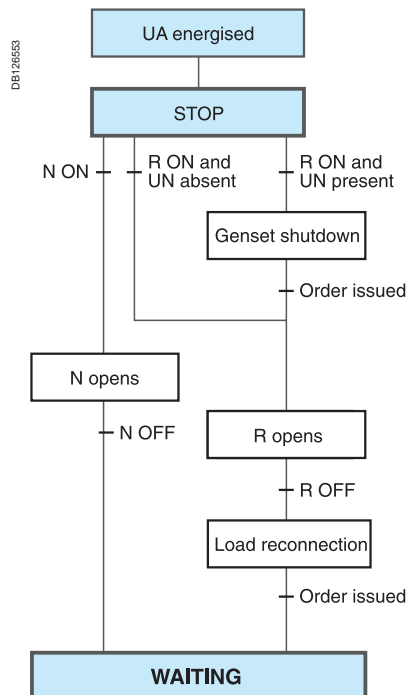 DB126553
UA energised
STOP
N ON
R ON and
UN absent
R ON and
UN present
Genset shutdown
Order issued
N opens
N OFF
R opens
R OFF
Load reconnection
Order issued
WAITING